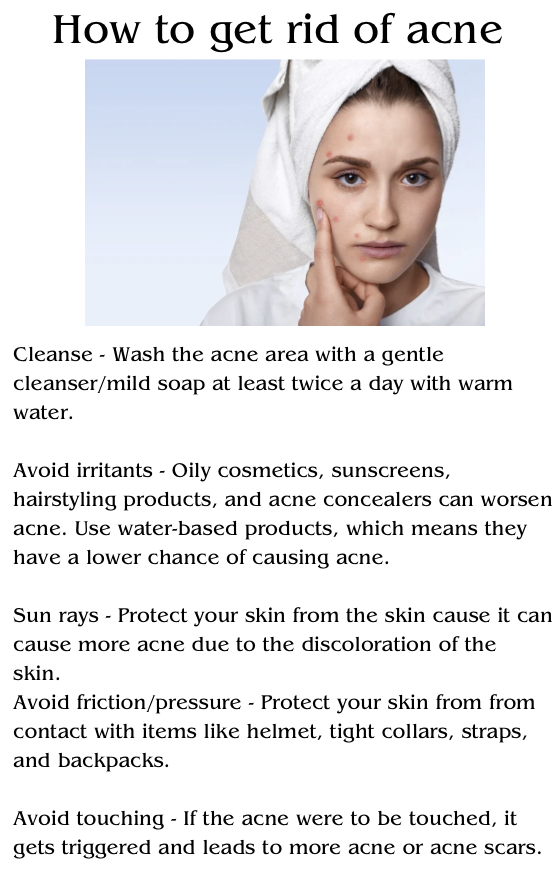 How to get rid of acne
Cleanse - Wash the acne area with a gentle
cleanser/mild soap at least twice a day with warm
water.
Avoid irritants - Oily cosmetics, sunscreens,
hairstyling products, and acne concealers can worsen
acne. Use water-based products, which means they
have a lower chance of causing acne.
Sun rays - Protect your skin from the skin cause it can
cause more acne due to the discoloration of the
skin.
Avoid friction/pressure - Protect your skin from from
contact with items like helmet, tight collars, straps,
and backpacks.
Avoid touching - If the acne were to be touched, it
gets triggered and leads to more acne or acne scars.